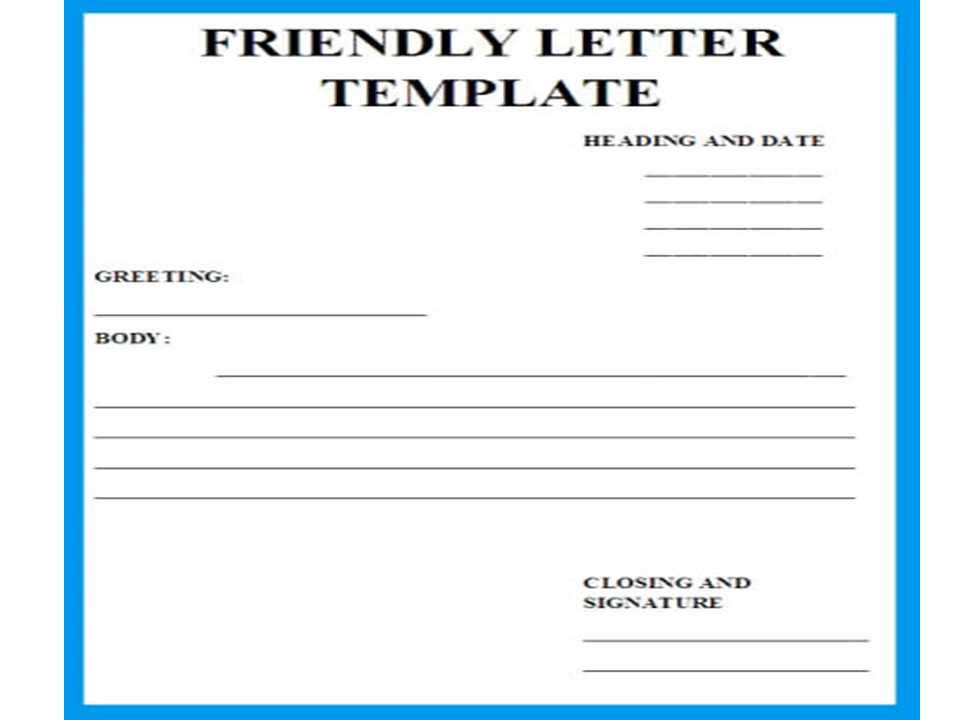 FRIENDLY LETTER
TEMPLATE
HEADING AND DATE
GREETING:
BODY:
CLOSING AND
SIGNATURE